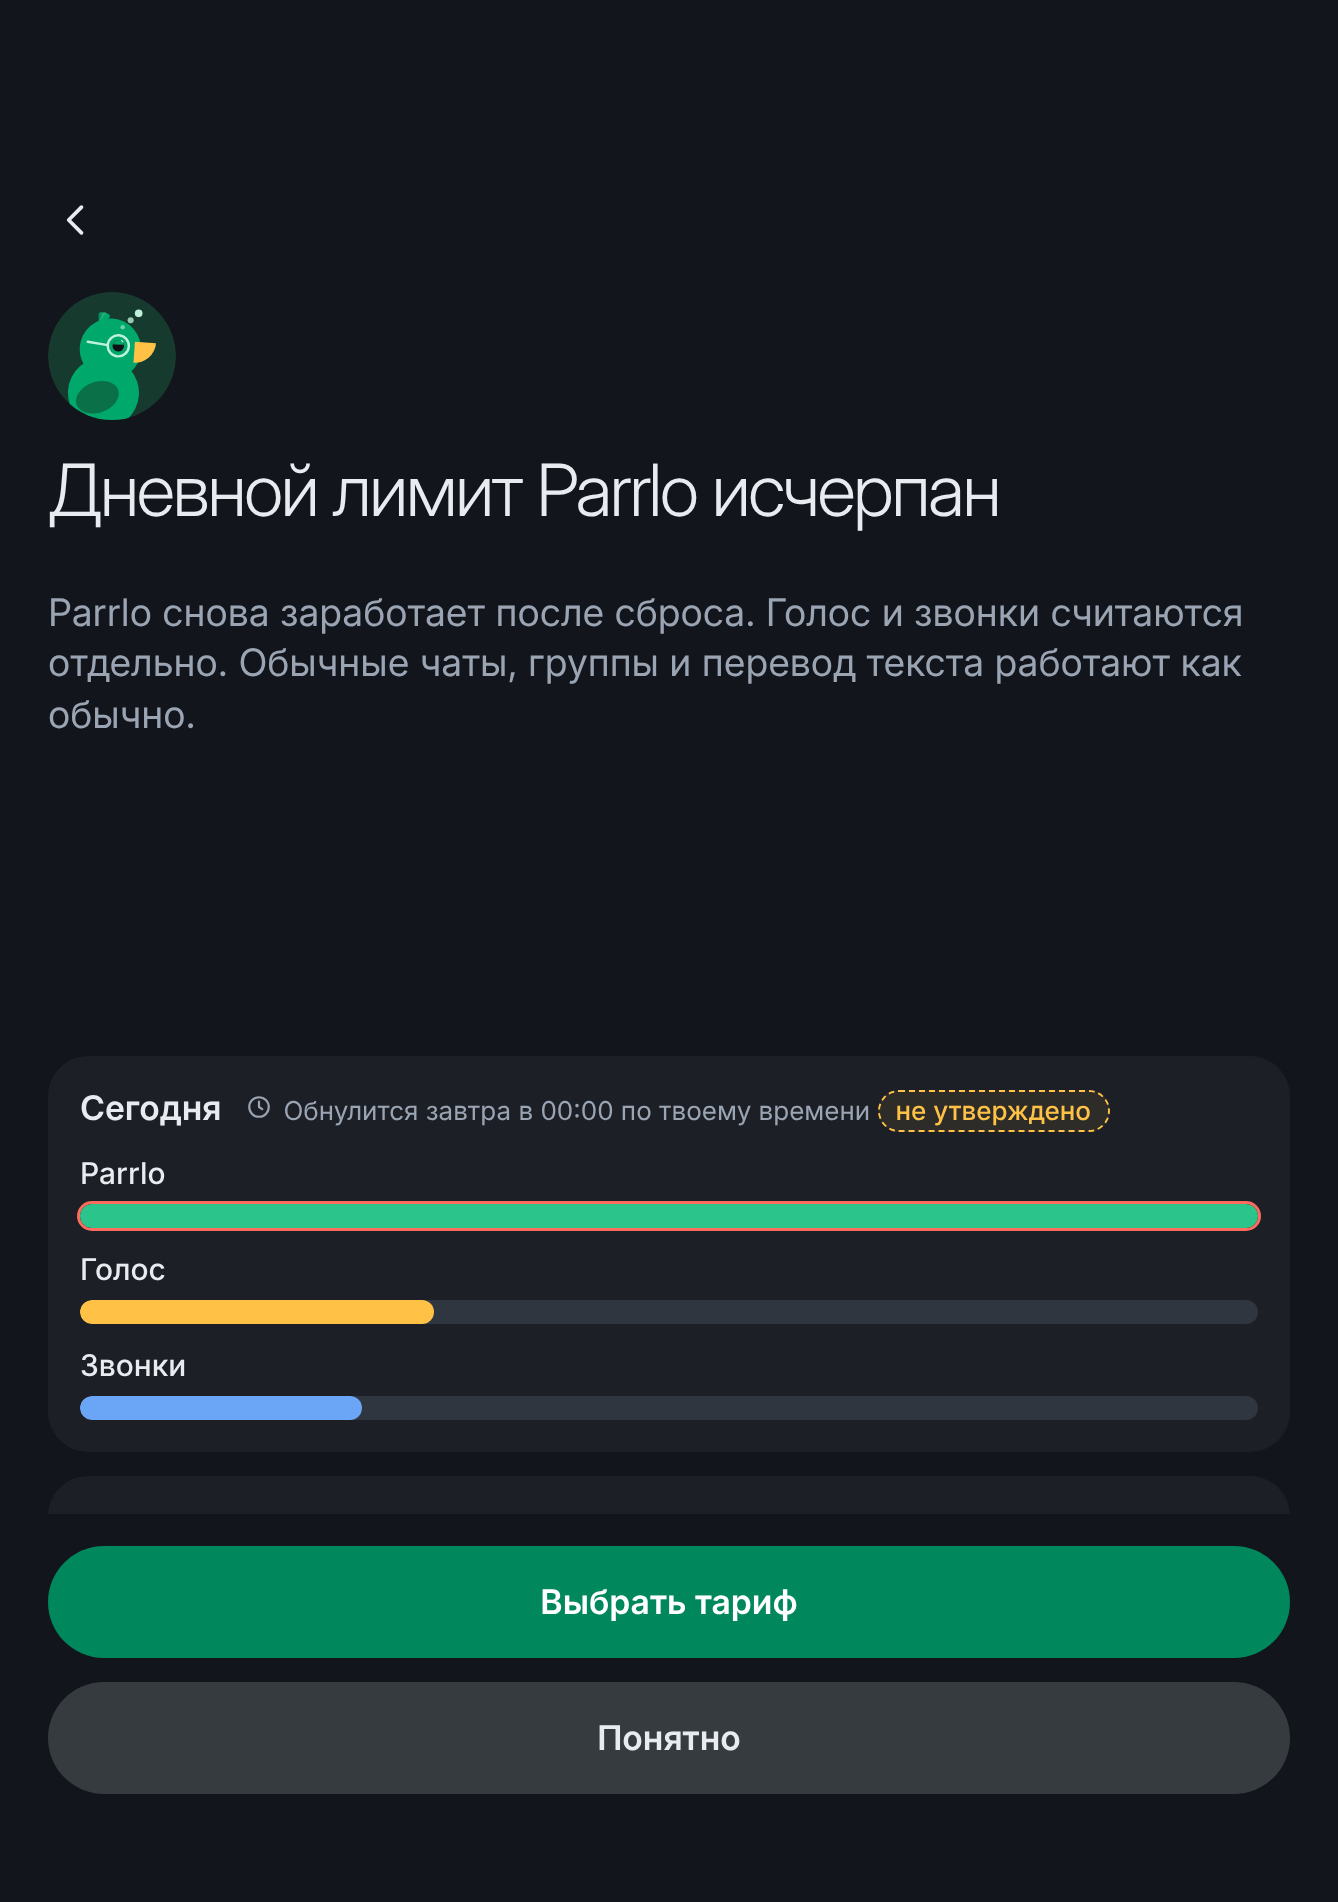 Дневной лимит Parrlo исчерпан
Parrlo снова заработает после сброса. Голос и звонки считаются
отдельно. Обычные чаты, группы и перевод текста работают как
обычно.
Сегодня Обнулится завтра в 00:00 по твоему времени не утверждено
Parrlo
Голос
Звонки
Выбрать тариф
Понятно